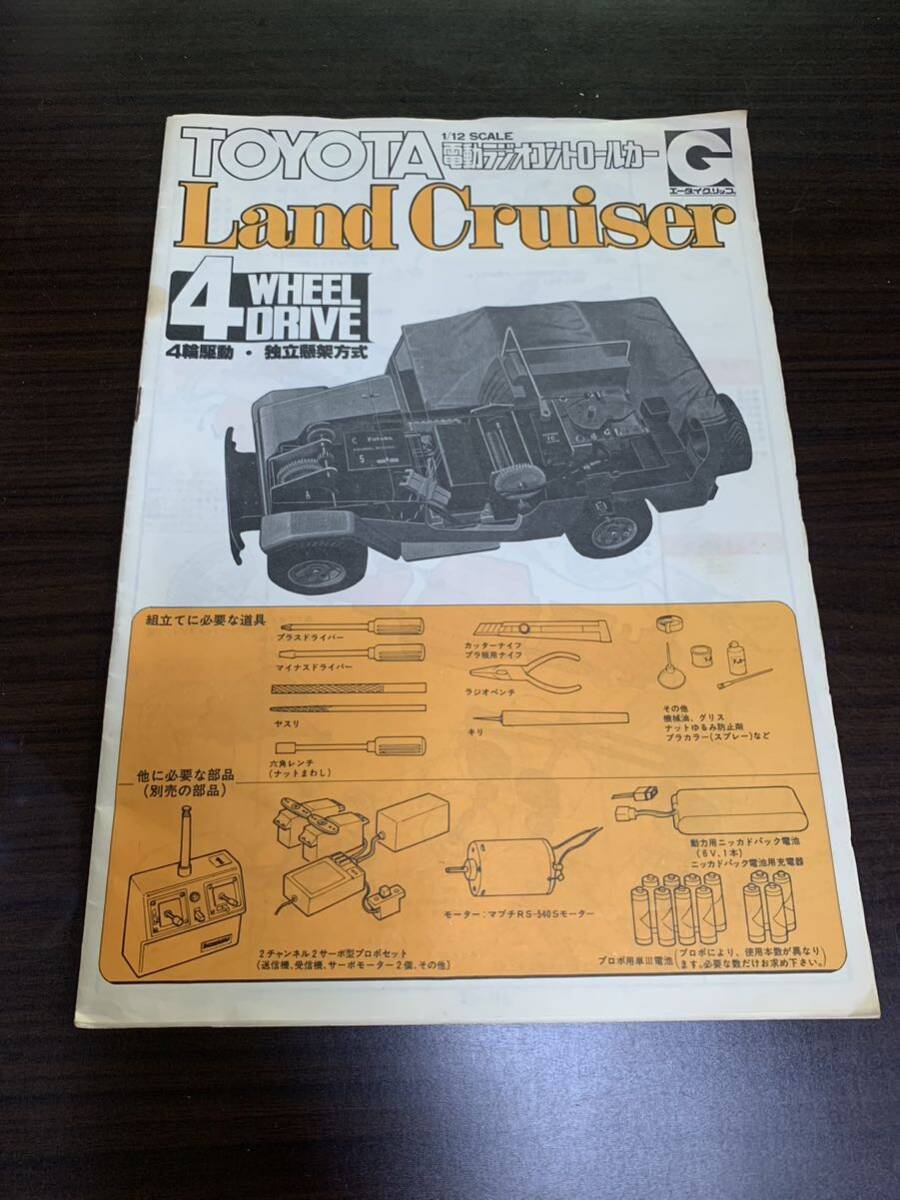 TOYOTA
1/12 SCALE
電動ラジオコントロールカー
G
エーダイグリップ
Land Cruiser
4 WHEEL
DRIVE
4輪駆動・独立懸架方式
C Futaba
S
組立てに必要な道具
プラスドライバー
マイナスドライバー
ヤスリ
六角レンチ
(ナットまわし)
カッターナイフ
プラ板用ナイフ
ラジオペンチ
キリ
その他
機械油、グリス
ナットゆるみ防止剤
プラカラー(スプレー)など
他に必要な部品
(別売の部品)
2チャンネル2サーボ型プロポセット
(送信機、受信機、サーボモーター2個、その他)
モーター:マブチRS-540Sモーター
動力用ニッカドパック電池
(6V、1本)
ニッカドパック電池用充電器
プロポ用単III電池
(プロポにより、使用本数が異なり
ます。必要な数だけお求め下さい。)